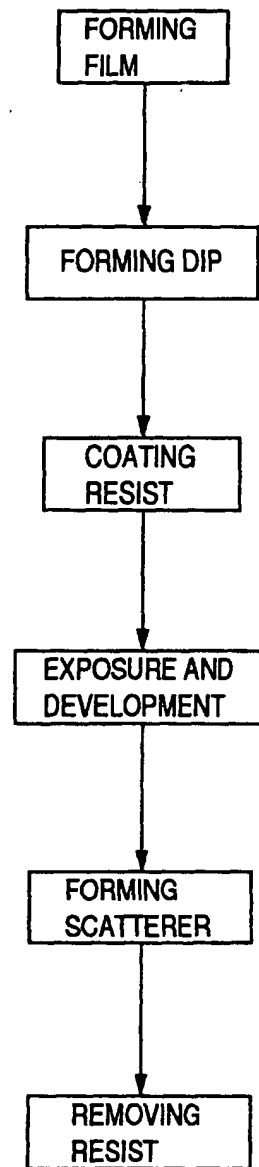 FORMING
FILM
FORMING DIP
COATING
RESIST
EXPOSURE AND
DEVELOPMENT
FORMING
SCATTERER
REMOVING
RESIST